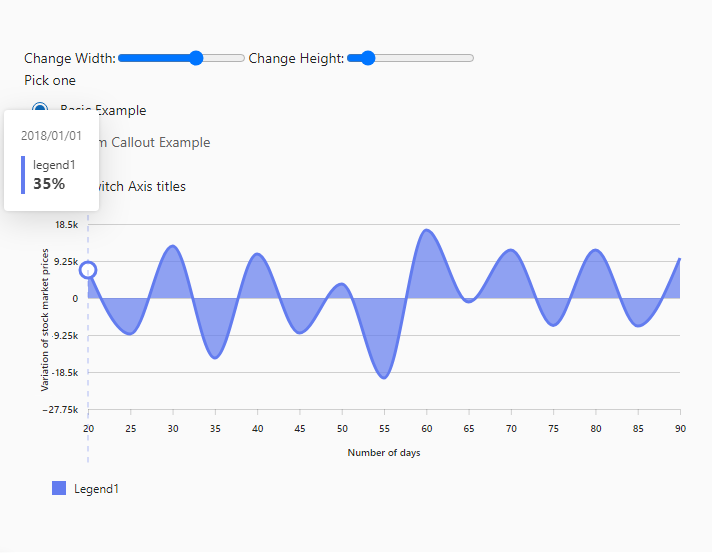 Change Width: Change Height:
Pick one
Basic Example
m Callout Example
2018/01/01
legend1
35%
witch Axis titles
Variation of stock market prices
18.5k
9.25k
0
-9.25k
-18.5k
−27.75k
20 25 30 35 40 45 50 55 60 65 70 75 80 85 90
Number of days
Legend1